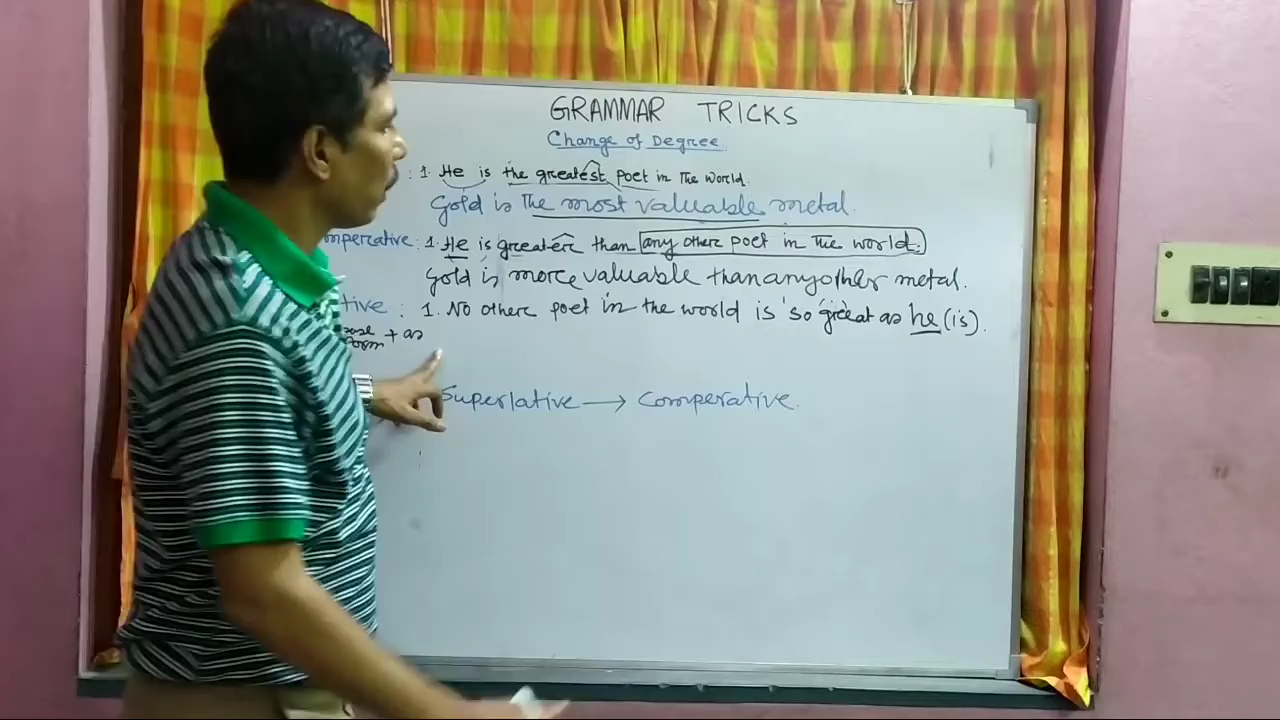 GRAMMAR TRICKS
Change of Degree
: 1. He is the greatest poet in the world.
Gold is the most valuable metal.
omperative : 1. He is greater than any other poet in the world.
Gold is more valuable than any other metal.
tive : 1. No other poet in the world is so great as he (is).
form + as
Superlative → Comperative.